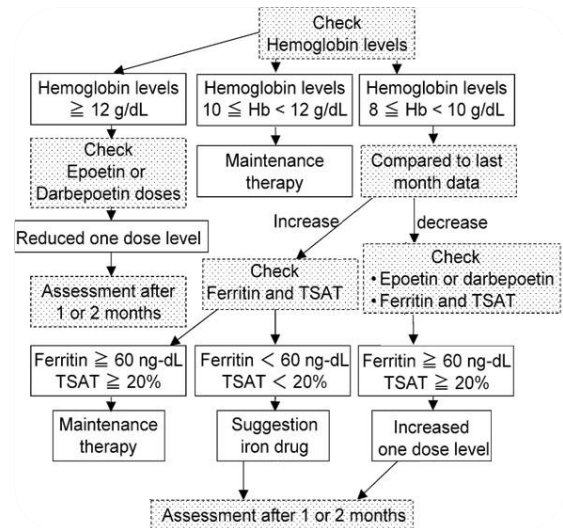 Check
Hemoglobin levels
Hemoglobin levels
≧ 12 g/dL
Hemoglobin levels
10 ≦ Hb < 12 g/dL
Hemoglobin levels
8 ≦ Hb < 10 g/dL
Check
Epoetin or
Darbepoetin doses
Maintenance
therapy
Compared to last
month data
Reduced one dose level
Increase
decrease
Assessment after
1 or 2 months
Check
Ferritin and TSAT
Check
•Epoetin or darbepoetin
•Ferritin and TSAT
Ferritin ≧ 60 ng-dL
TSAT ≧ 20%
Ferritin < 60 ng-dL
TSAT < 20%
Ferritin ≧ 60 ng-dL
TSAT ≧ 20%
Maintenance
therapy
Suggestion
iron drug
Increased
one dose level
Assessment after 1 or 2 months